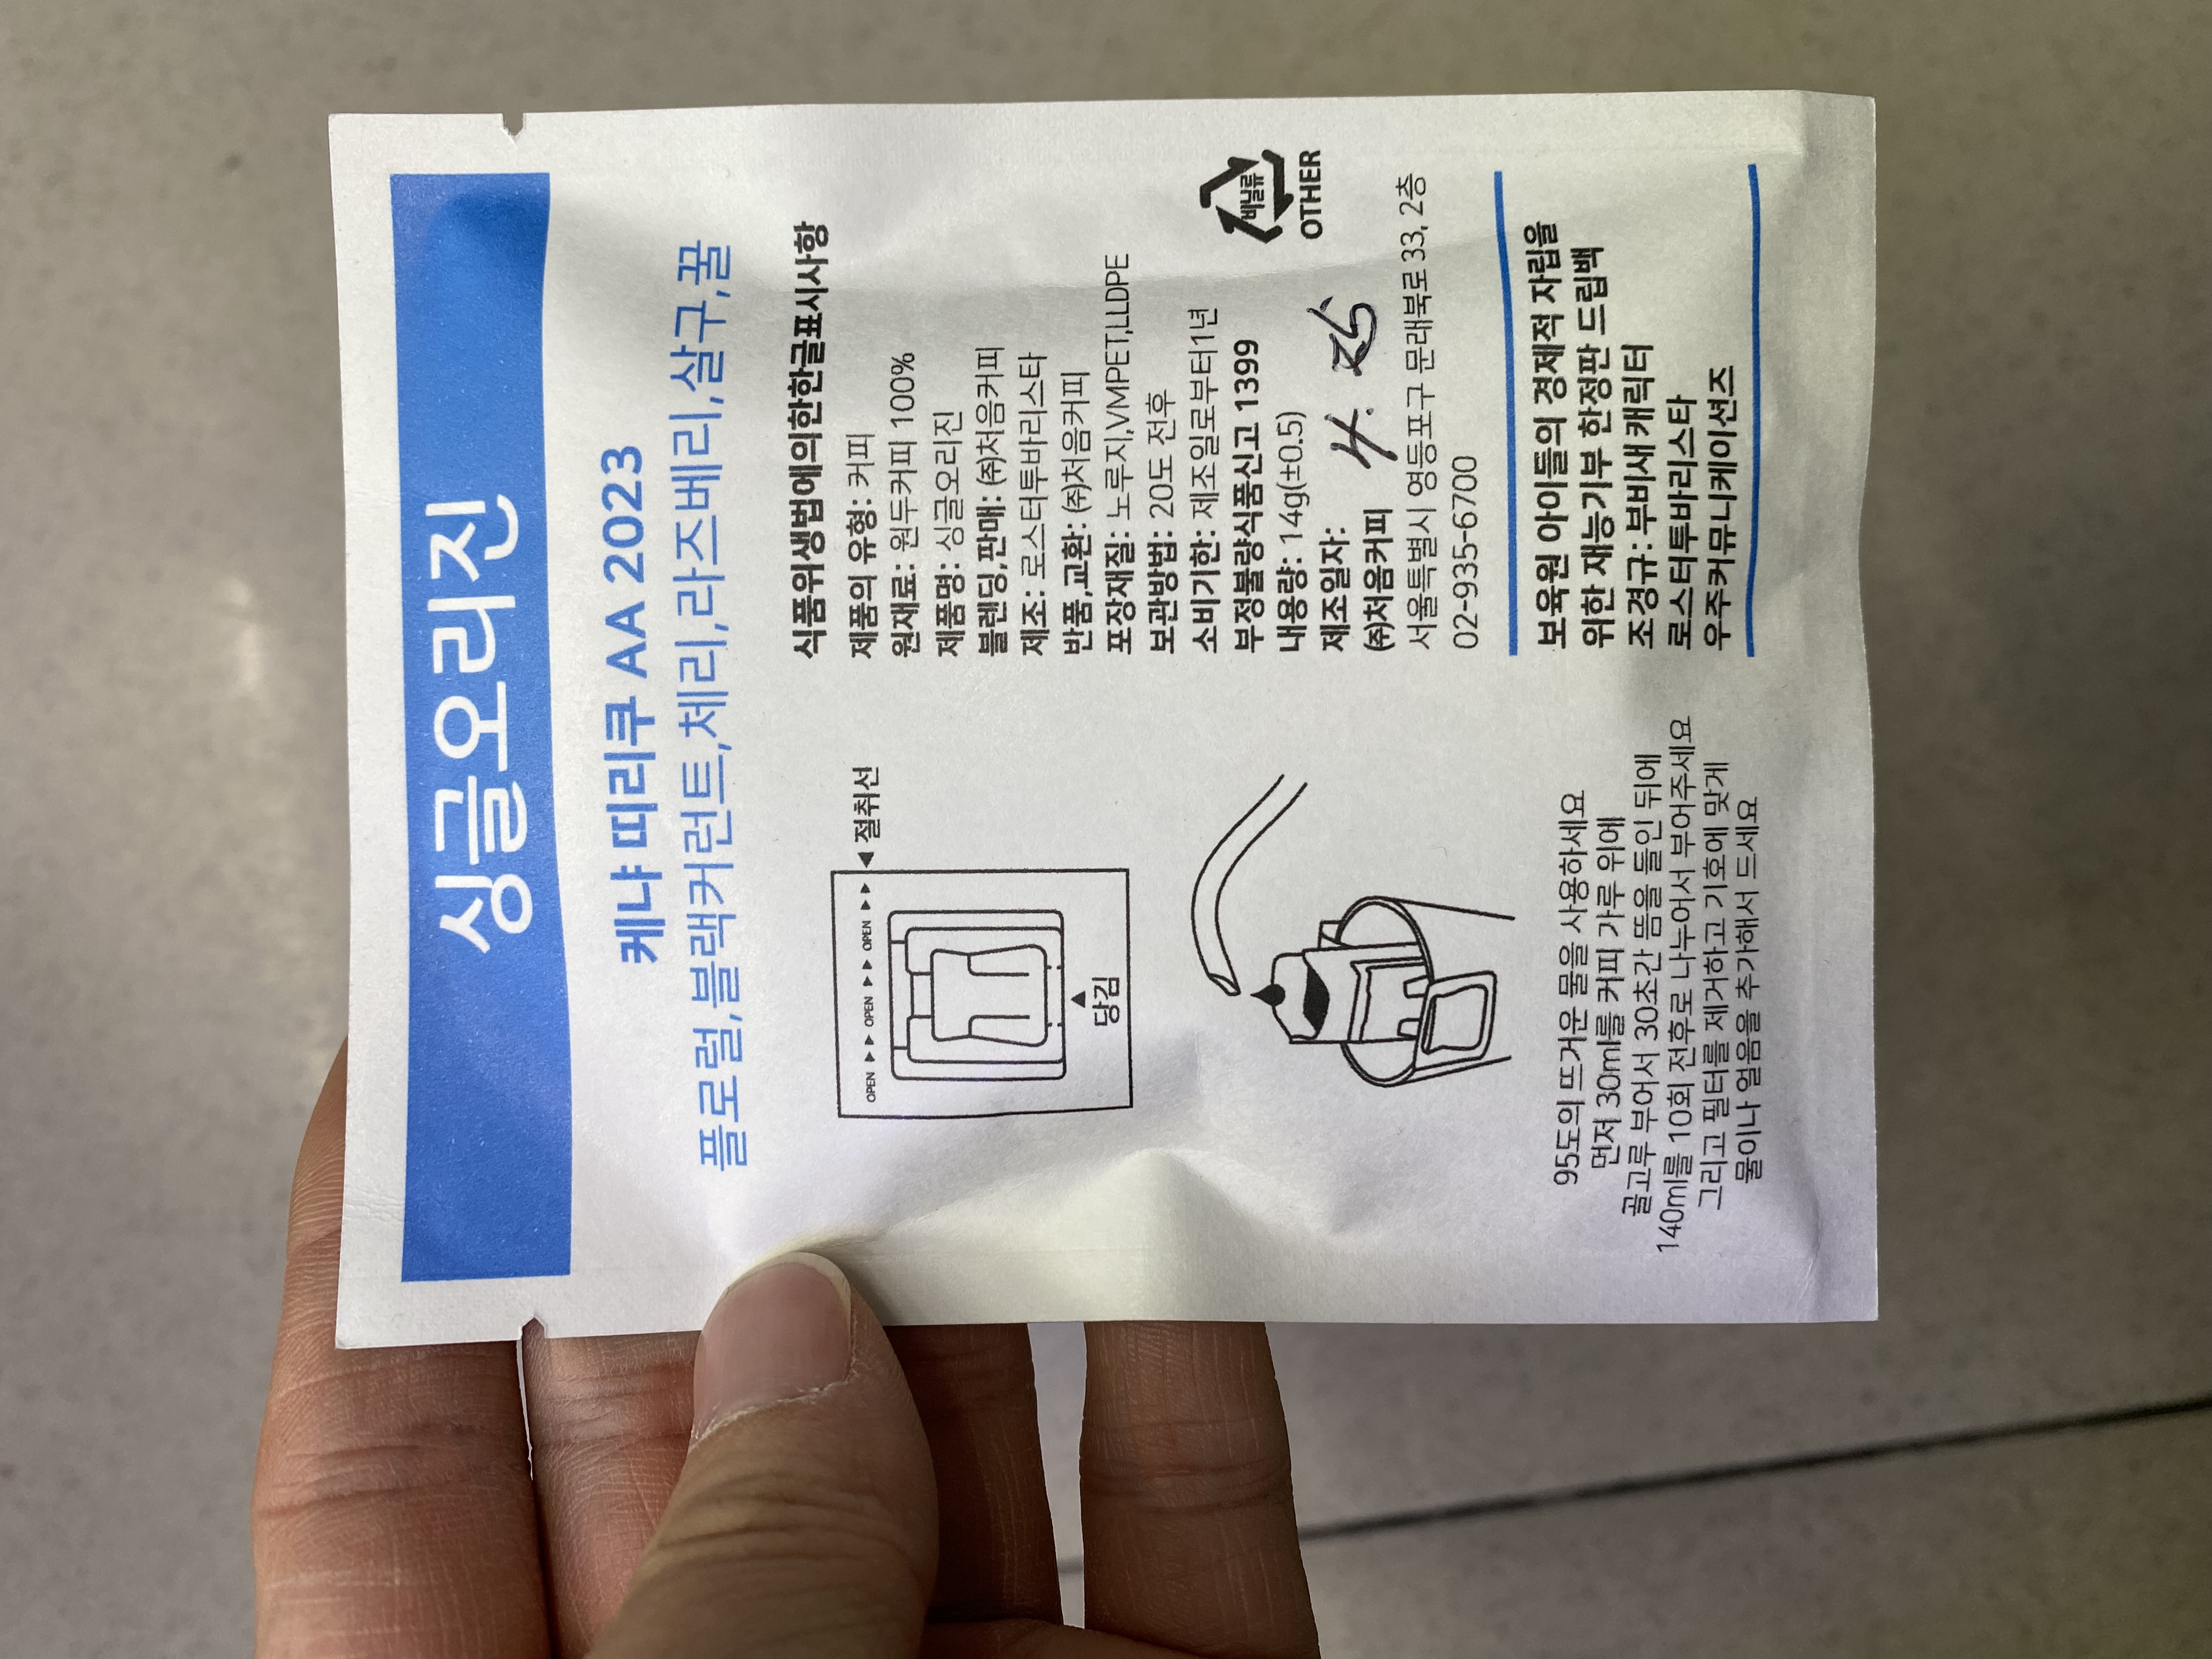 싱글오리진
케냐 띠리쿠 AA 2023
플로럴,블랙커런트,체리,라즈베리,살구,꿀
OPEN OPEN OPEN
절취선
당김
95도의 뜨거운 물을 사용하세요
먼저 30ml를 커피 가루 위에
골고루 부어서 30초간 뜸을 들인 뒤에
140ml를 10회 전후로 나누어서 부어주세요
그리고 필터를 제거하고 기호에 맞게
물이나 얼음을 추가해서 드세요
식품위생법에의한한글표시사항
제품의 유형: 커피
원재료: 원두커피 100%
제품명: 싱글오리진
블렌딩,판매: ㈜처음커피
제조: 로스터투바리스타
반품,교환: ㈜처음커피
포장재질: 노루지,VMPET,LLDPE
보관방법: 20도 전후
소비기한: 제조일로부터1년
부정불량식품신고 1399
내용량: 14g(±0.5)
제조일자: 4. 25
㈜처음커피
서울특별시 영등포구 문래북로 33, 2층
02-935-6700
비닐류
OTHER
보육원 아이들의 경제적 자립을
위한 재능기부 한정판 드립백
조경규: 부비새 캐릭터
로스터투바리스타
우주커뮤니케이션즈